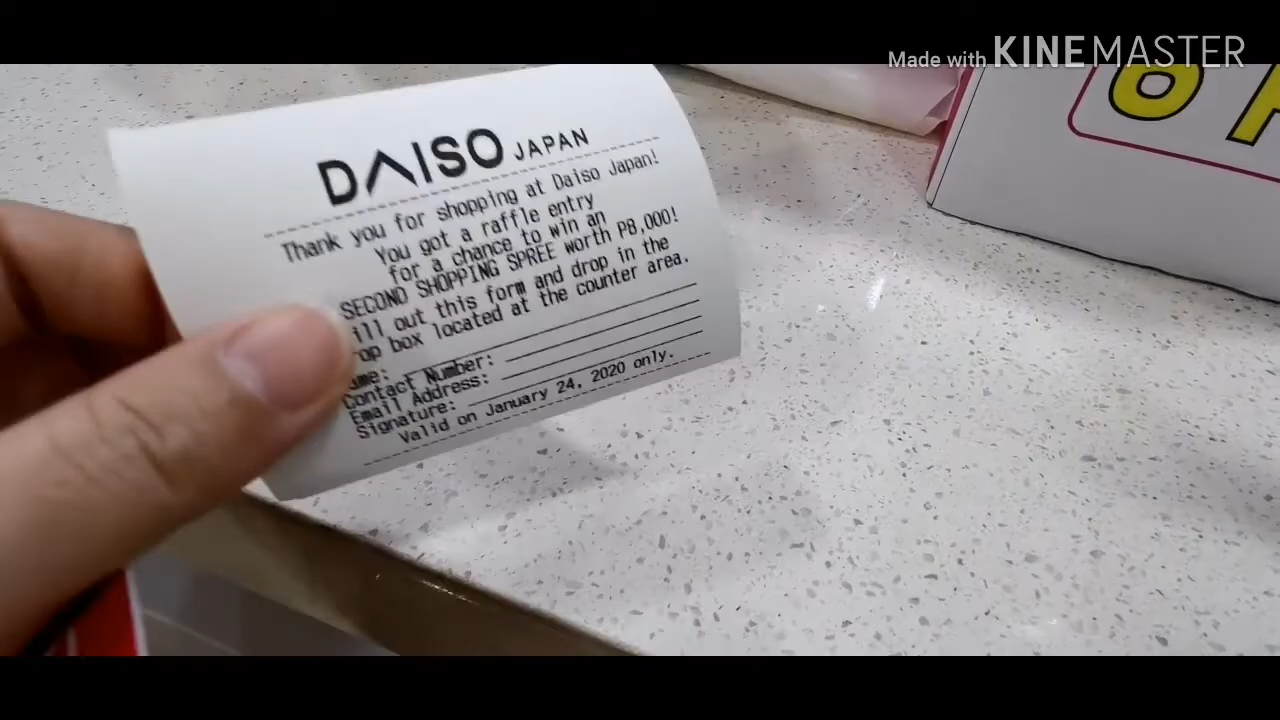 Made with KINEMASTER
DAISO JAPAN
Thank you for shopping at Daiso Japan!
You got a raffle entry
for a chance to win an
SECOND SHOPPING SPREE worth P8,000!
ill out this form and drop in the
rop box located at the counter area.
ame:
Contact Number:
Email Address:
Signature:
Valid on January 24, 2020 only.